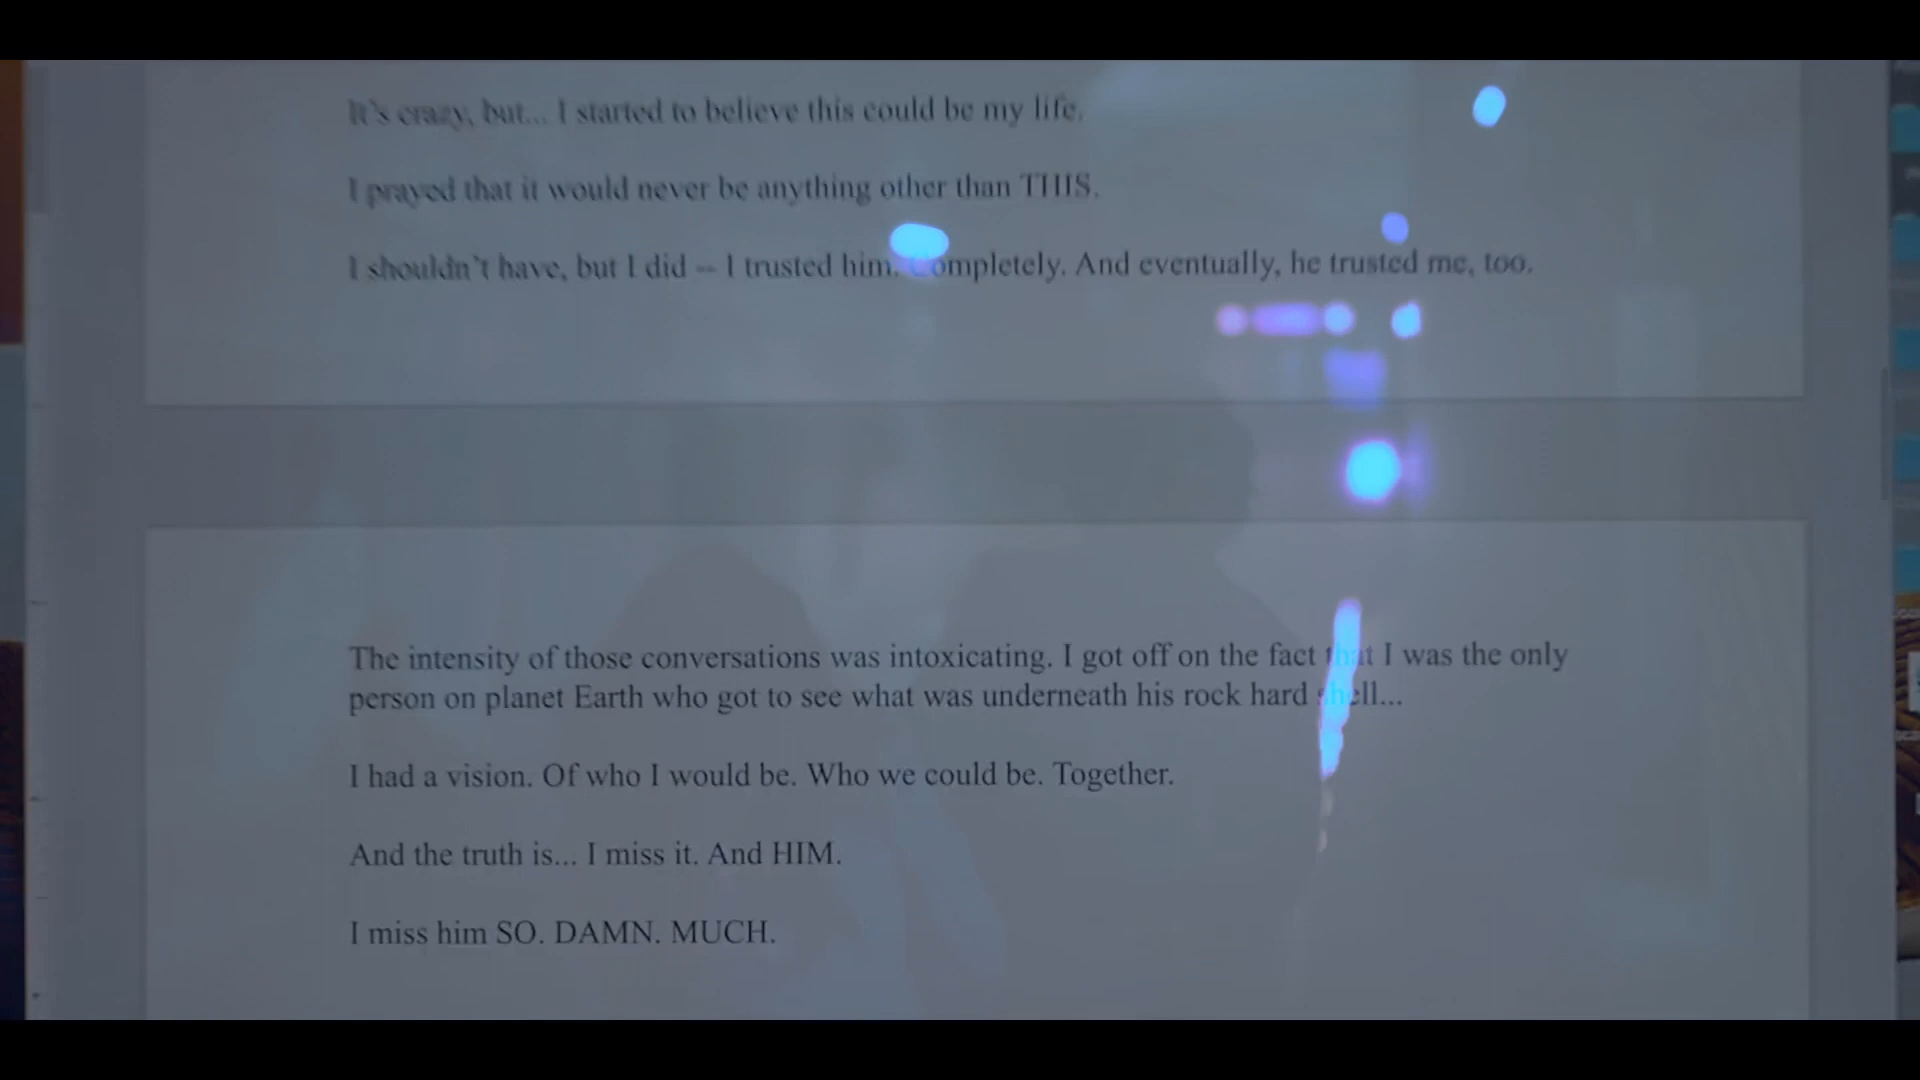 It's crazy, but... I started to believe this could be my life.
I prayed that it would never be anything other than THIS.
I shouldn't have, but I did -- I trusted him. Completely. And eventually, he trusted me, too.
The intensity of those conversations was intoxicating. I got off on the fact that I was the only
person on planet Earth who got to see what was underneath his rock hard shell...
I had a vision. Of who I would be. Who we could be. Together.
And the truth is... I miss it. And HIM.
I miss him SO. DAMN. MUCH.